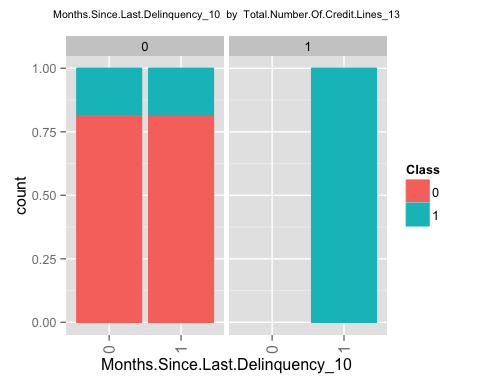 Months.Since.Last.Delinquency_10 by Total.Number.Of.Credit.Lines_13
0 1
1.00
0.75
0.50
0.25
0.00
count
0 1 0 1
Months.Since.Last.Delinquency_10
Class
0
1